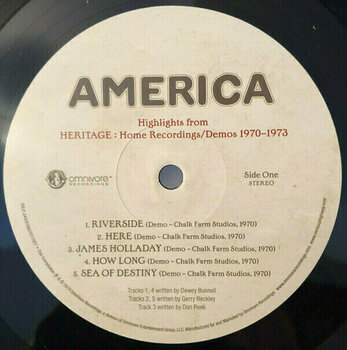 AMERICA
Highlights from
HERITAGE : Home Recordings/Demos 1970-1973
omnivore
RECORDINGS
Side One
STEREO
1. RIVERSIDE (Demo – Chalk Farm Studios, 1970)
2. HERE (Demo – Chalk Farm Studios, 1970)
3. JAMES HOLLADAY (Demo – Chalk Farm Studios, 1970)
4. HOW LONG (Demo – Chalk Farm Studios, 1970)
5. SEA OF DESTINY (Demo – Chalk Farm Studios, 1970)
Tracks 1, 4 written by Dewey Bunnell
Tracks 2, 5 written by Gerry Beckley
Track 3 written by Dan Peek